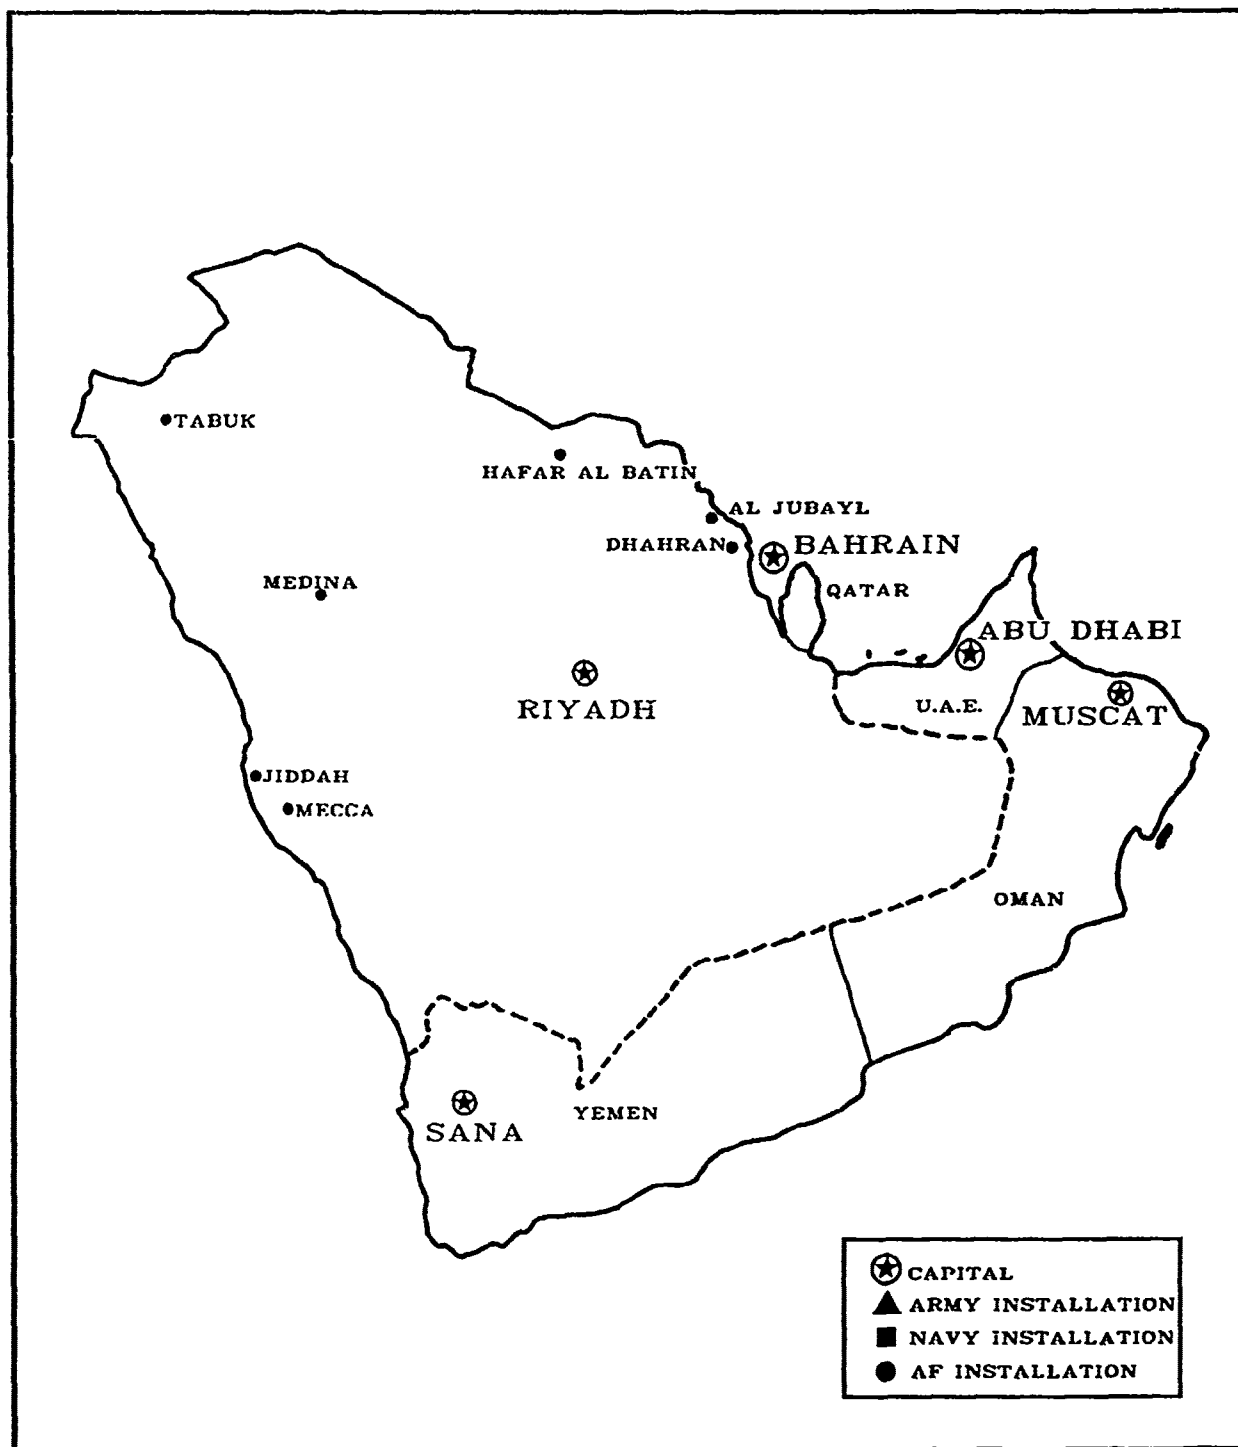 TABUK
HAFAR AL BATIN
AL JUBAYL
DHAHRAN
BAHRAIN
MEDINA
QATAR
ABU DHABI
RIYADH
U.A.E.
MUSCAT
JIDDAH
MECCA
OMAN
YEMEN
SANA
CAPITAL
ARMY INSTALLATION
NAVY INSTALLATION
AF INSTALLATION